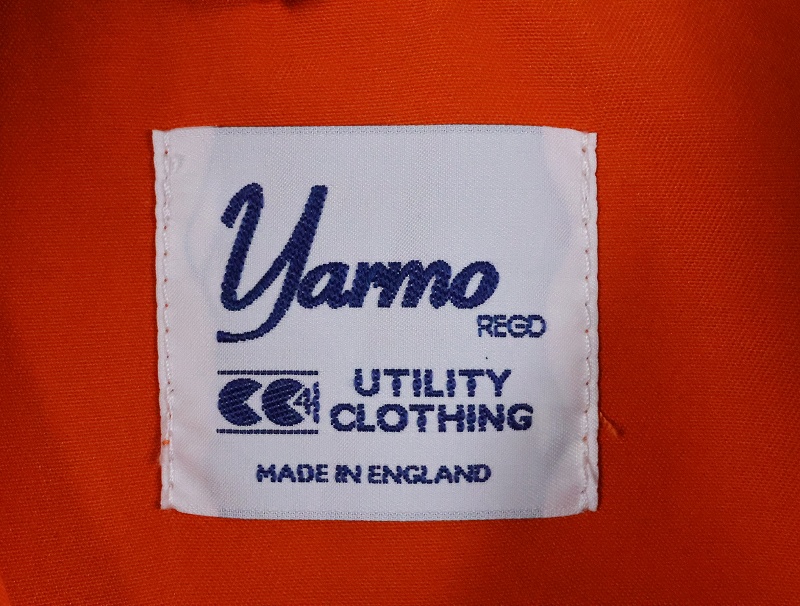 Yarmo
REGD
CC41 UTILITY
CLOTHING
MADE IN ENGLAND